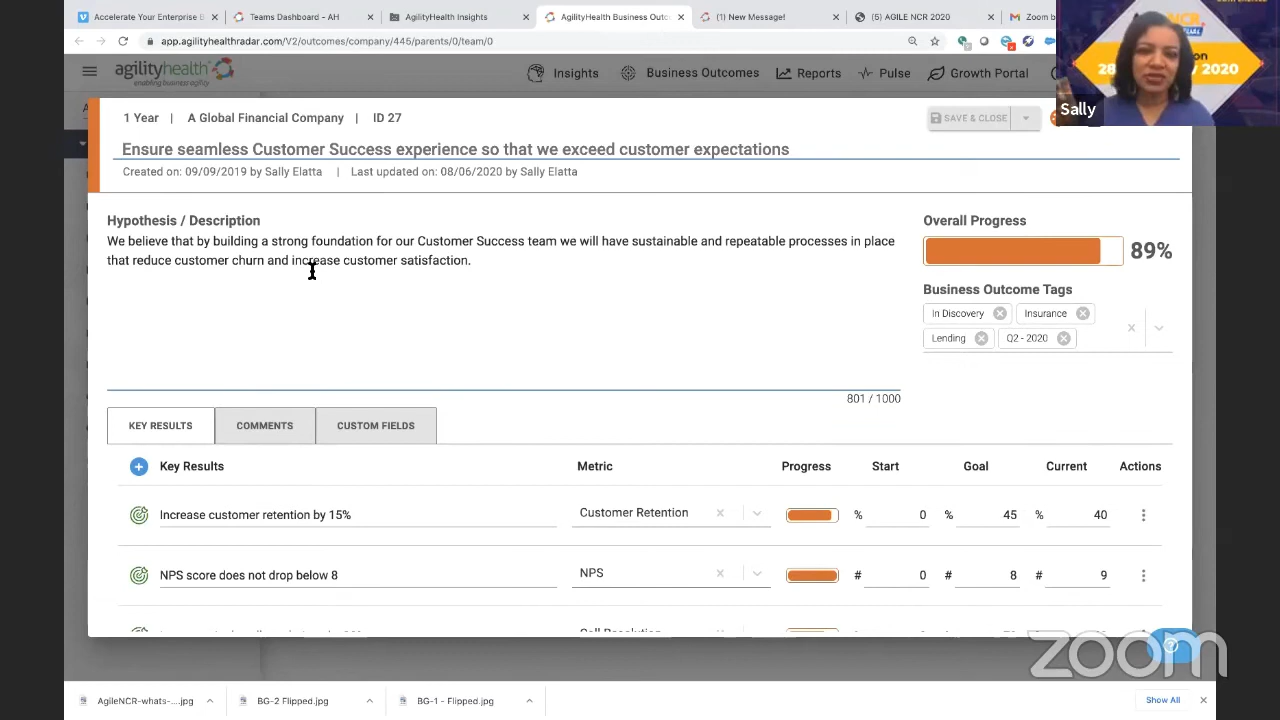 Accelerate Your Enterprise B
Teams Dashboard - AH
AgilityHealth Insights
AgilityHealth Business Outc
(1) New Message!
(5) AGILE NCR 2020
Zoom b
app.agilityhealthradar.com/V2/outcomes/company/445/parents/0/team/0
agilityhealth
enabling business agility
Insights
Business Outcomes
Reports
Pulse
Growth Portal
NCR
28
2020
Sally
1 Year | A Global Financial Company | ID 27
SAVE & CLOSE
Ensure seamless Customer Success experience so that we exceed customer expectations
Created on: 09/09/2019 by Sally Elatta | Last updated on: 08/06/2020 by Sally Elatta
Hypothesis / Description
We believe that by building a strong foundation for our Customer Success team we will have sustainable and repeatable processes in place
that reduce customer churn and increase customer satisfaction.
801 / 1000
Overall Progress
89%
Business Outcome Tags
In Discovery
Insurance
Lending
Q2 - 2020
KEY RESULTS
COMMENTS
CUSTOM FIELDS
Key Results Metric Progress Start Goal Current Actions
Increase customer retention by 15% Customer Retention % 0 % 45 % 40
NPS score does not drop below 8 NPS # 0 # 8 # 9
zoom
AgileNCR-whats-....jpg
BG-2 Flipped.jpg
BG-1 - Flipped.jpg
Show All